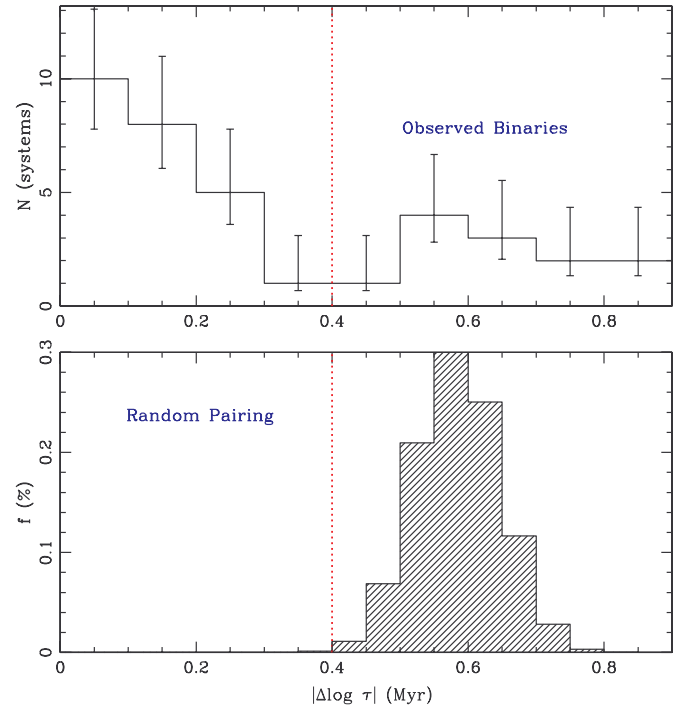 10
5
0
N (systems)
Observed Binaries
0 0.2 0.4 0.6 0.8
0.3
0.2
0.1
0
f (%)
Random Pairing
0 0.2 0.4 0.6 0.8
|Δlog τ| (Myr)